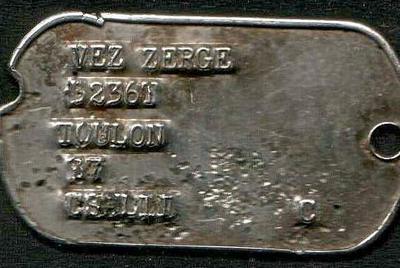 VEZ ZERGE
32361
TOULON
37
C